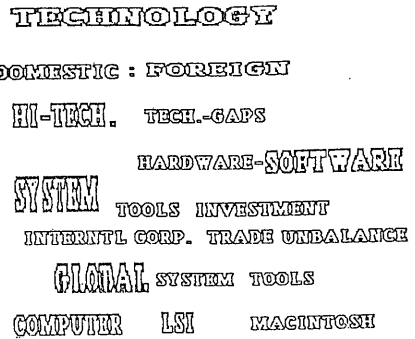 TECHNOLOGY
DOMESTIC : FOREIGN
HI-TECH. TECH.-GAPS
HARDWARE-SOFTWARE
SYSTEM TOOLS INVESTMENT
INTERNTL CORP. TRADE UNBALANCE
GLOBAL SYSTEM TOOLS
COMPUTER LSI MACINTOSH